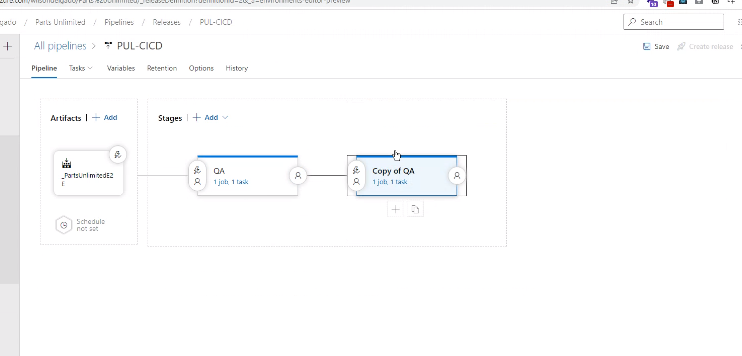 gado / Parts Unlimited / Pipelines / Releases / PUL-CICD
Search
All pipelines > PUL-CICD
Save Create release
Pipeline Tasks Variables Retention Options History
Artifacts | + Add
Stages | + Add
_PartsUnlimitedE2
E
QA
1 job, 1 task
Copy of QA
1 job, 1 task
Schedule
not set